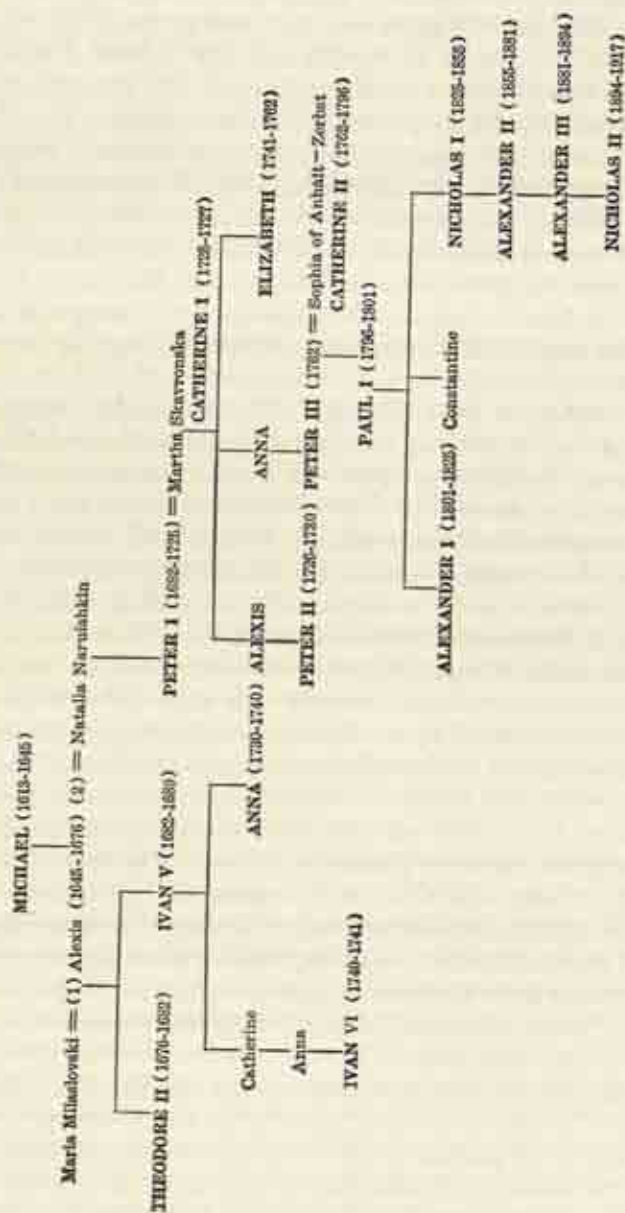 MICHAEL (1613-1645)
Maria Miloslovski = (1) Alexis (1645-1676) (2) = Natalia Naruishkin
THEODORE II (1676-1682) IVAN V (1682-1689) PETER I (1682-1725) = Martha Skavronska
CATHERINE I (1725-1727)
Catherine ANNA (1730-1740) ALEXIS ANNA ELIZABETH (1741-1762)
Anna
IVAN VI (1740-1741) PETER II (1726-1730) PETER III (1762) = Sophia of Anhalt-Zerbst
CATHERINE II (1762-1796)
PAUL I (1796-1801)
ALEXANDER I (1801-1825) Constantine NICHOLAS I (1825-1855)
ALEXANDER II (1855-1881)
ALEXANDER III (1881-1894)
NICHOLAS II (1894-1917)